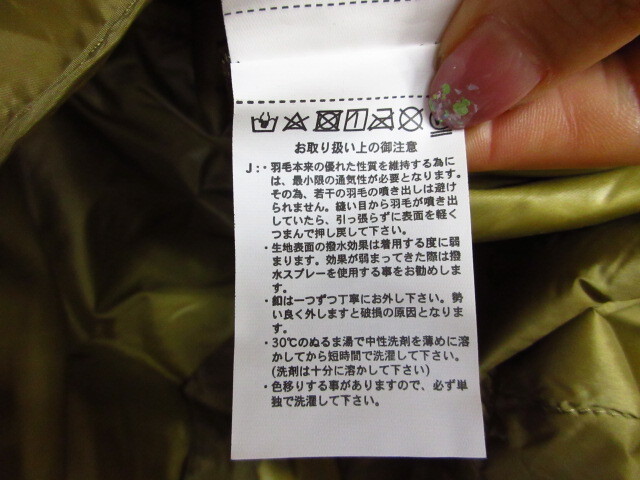 お取り扱い上の御注意
J:・羽毛本来の優れた性質を維持する為に
は、最小限の通気性が必要となります。
その為、若干の羽毛の噴き出しは避け
られません。縫い目から羽毛が噴き出
していたら、引っ張らずに表面を軽く
つまんで押し戻して下さい。
・生地表面の撥水効果は着用する度に弱
まります。効果が弱まってきた際は撥
水スプレーを使用する事をお勧めしま
す。
・釦は一つずつ丁寧にお外し下さい。勢
い良く外しますと破損の原因となりま
す。
・30℃のぬるま湯で中性洗剤を薄めに溶
かしてから短時間で洗濯して下さい。
(洗剤は十分に溶かして下さい)
・色移りする事がありますので、必ず単
独で洗濯して下さい。